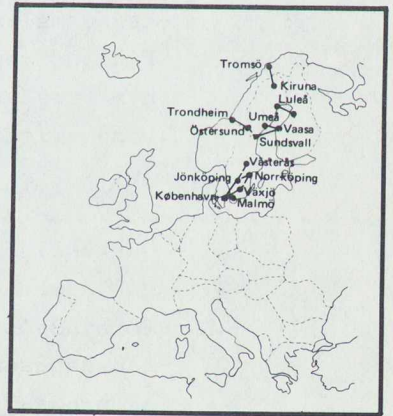 Tromsö
Kiruna
Luleå
Trondheim
Umeå
Östersund
Vaasa
Sundsvall
Västerås
Jönköping
Norrköping
Växjö
København
Malmö